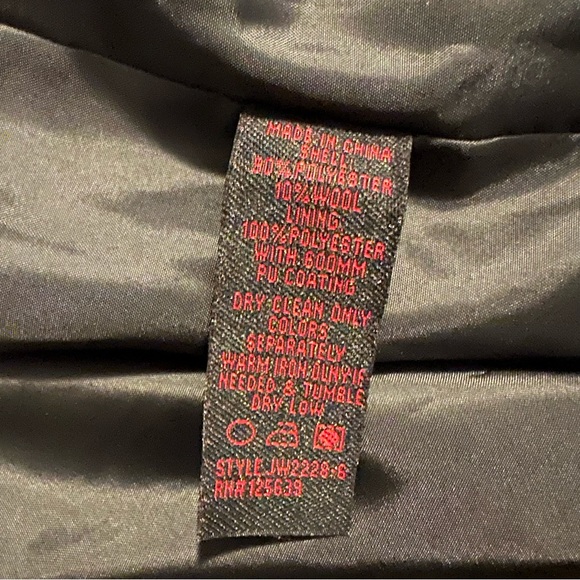 MADE IN CHINA
SHELL
90%POLYESTER
10%WOOL
LINING
100%POLYESTER
WITH 600MM
PU COATING
DRY CLEAN ONLY
COLORS
SEPARATELY
WARM IRON ONLY IF
NEEDED & TUMBLE
DRY LOW
STYLE JW2228-6
RN#125639